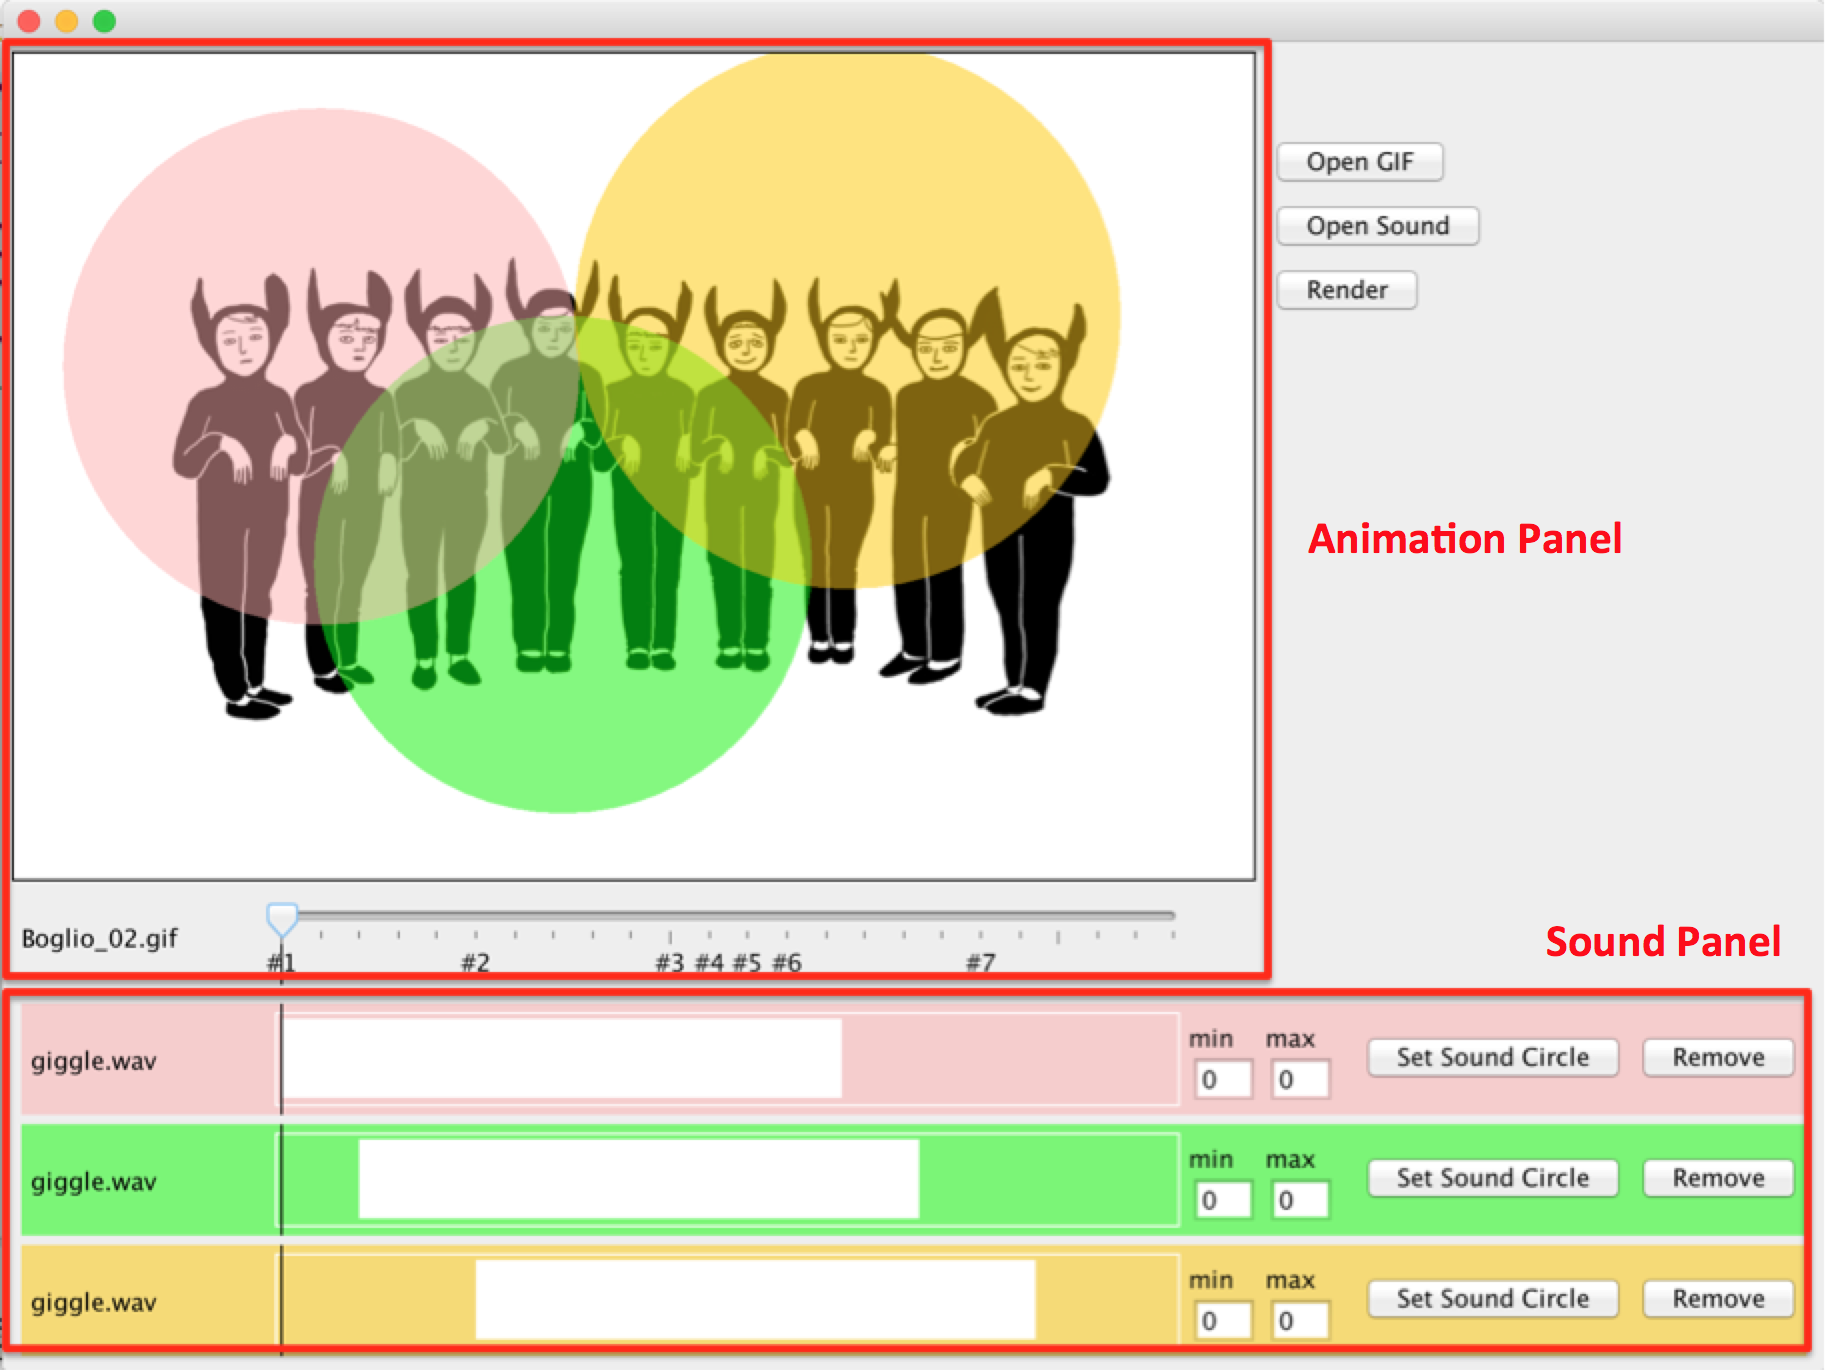 Open GIF
Open Sound
Render
Animation Panel
Boglio_02.gif
#1 #2 #3 #4 #5 #6 #7
Sound Panel
giggle.wav
min max
0 0
Set Sound Circle Remove
giggle.wav
min max
0 0
Set Sound Circle Remove
giggle.wav
min max
0 0
Set Sound Circle Remove